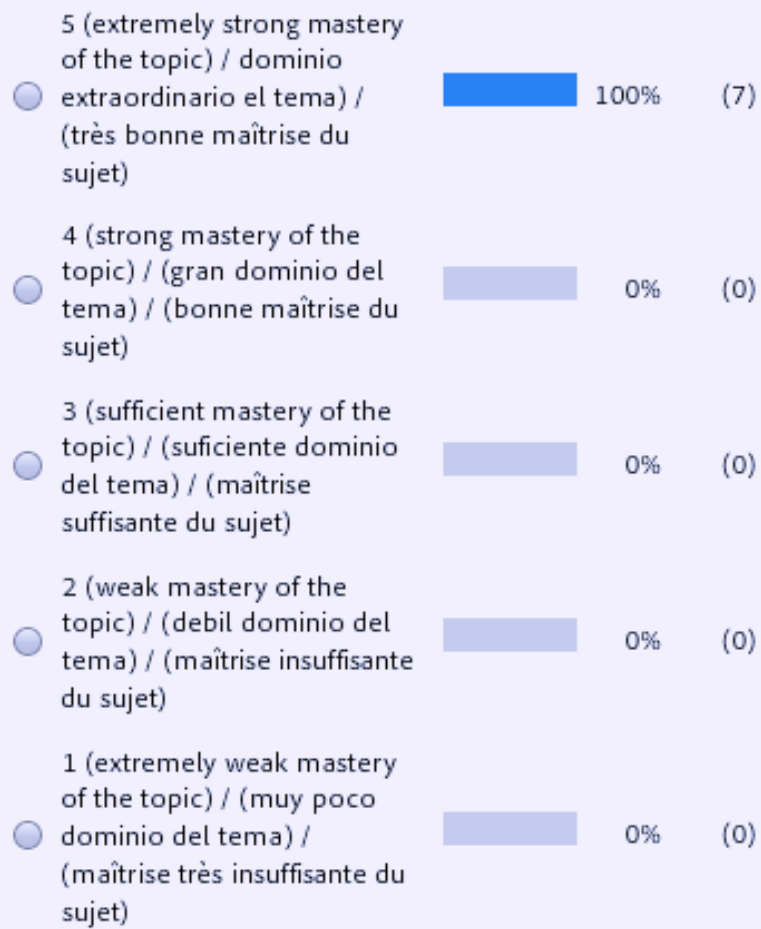 5 (extremely strong mastery
of the topic) / dominio
extraordinario el tema) /
(très bonne maîtrise du
sujet)
100% (7)
4 (strong mastery of the
topic) / (gran dominio del
tema) / (bonne maîtrise du
sujet)
0% (0)
3 (sufficient mastery of the
topic) / (suficiente dominio
del tema) / (maîtrise
suffisante du sujet)
0% (0)
2 (weak mastery of the
topic) / (debil dominio del
tema) / (maîtrise insuffisante
du sujet)
0% (0)
1 (extremely weak mastery
of the topic) / (muy poco
dominio del tema) /
(maîtrise très insuffisante du
sujet)
0% (0)